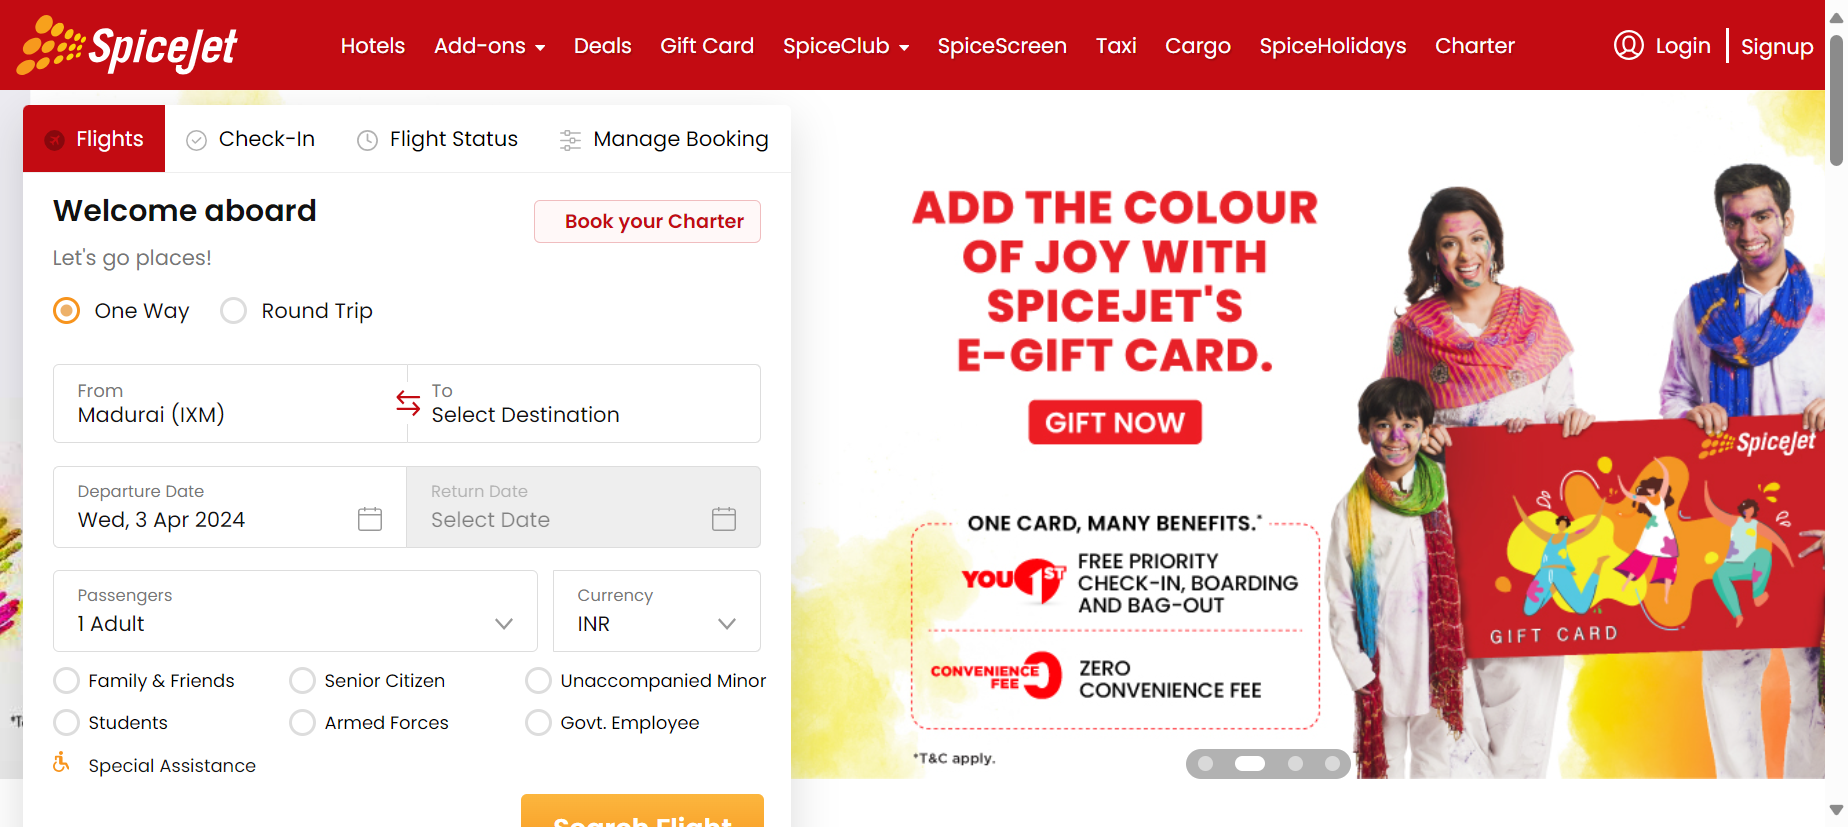 SpiceJet
Hotels Add-ons Deals Gift Card SpiceClub SpiceScreen Taxi Cargo SpiceHolidays Charter Login Signup
Flights Check-In Flight Status Manage Booking
Welcome aboard
Book your Charter
Let's go places!
One Way Round Trip
From
Madurai (IXM)
To
Select Destination
Departure Date
Wed, 3 Apr 2024
Return Date
Select Date
Passengers
1 Adult
Currency
INR
Family & Friends Senior Citizen Unaccompanied Minor
Students Armed Forces Govt. Employee
Special Assistance
Search Flight
ADD THE COLOUR
OF JOY WITH
SPICEJET'S
E-GIFT CARD.
GIFT NOW
ONE CARD, MANY BENEFITS.*
YOU 1ST
FREE PRIORITY
CHECK-IN, BOARDING
AND BAG-OUT
CONVENIENCE
FEE 0
ZERO
CONVENIENCE FEE
*T&C apply.
SpiceJet
GIFT CARD